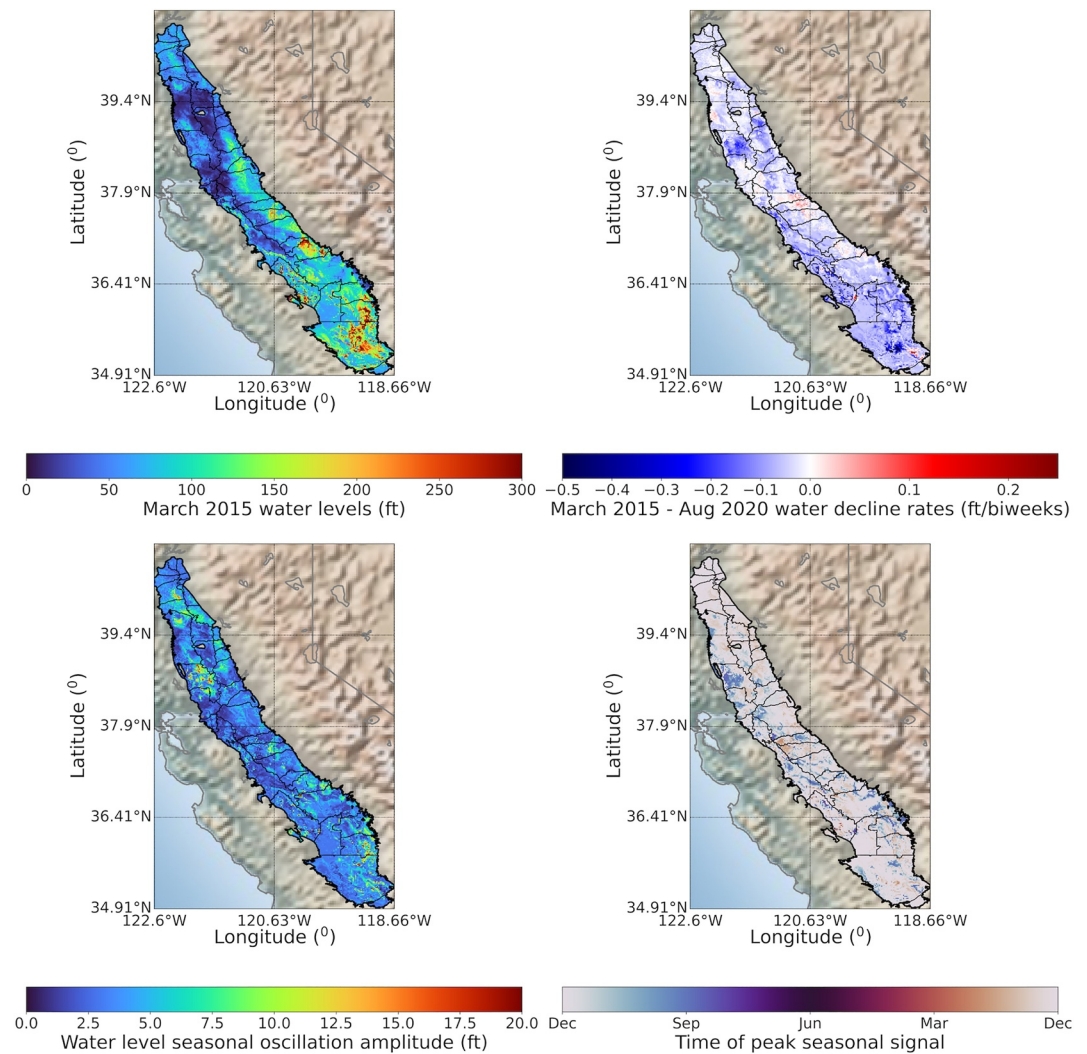 39.4°N
37.9°N
36.41°N
34.91°N
Latitude (⁰)
122.6°W 120.63°W 118.66°W
Longitude (⁰)
0 50 100 150 200 250 300
March 2015 water levels (ft)
39.4°N
37.9°N
36.41°N
34.91°N
Latitude (⁰)
122.6°W 120.63°W 118.66°W
Longitude (⁰)
−0.5 −0.4 −0.3 −0.2 −0.1 0.0 0.1 0.2
March 2015 - Aug 2020 water decline rates (ft/biweeks)
39.4°N
37.9°N
36.41°N
34.91°N
Latitude (⁰)
122.6°W 120.63°W 118.66°W
Longitude (⁰)
0.0 2.5 5.0 7.5 10.0 12.5 15.0 17.5 20.0
Water level seasonal oscillation amplitude (ft)
39.4°N
37.9°N
36.41°N
34.91°N
Latitude (⁰)
122.6°W 120.63°W 118.66°W
Longitude (⁰)
Dec Sep Jun Mar Dec
Time of peak seasonal signal